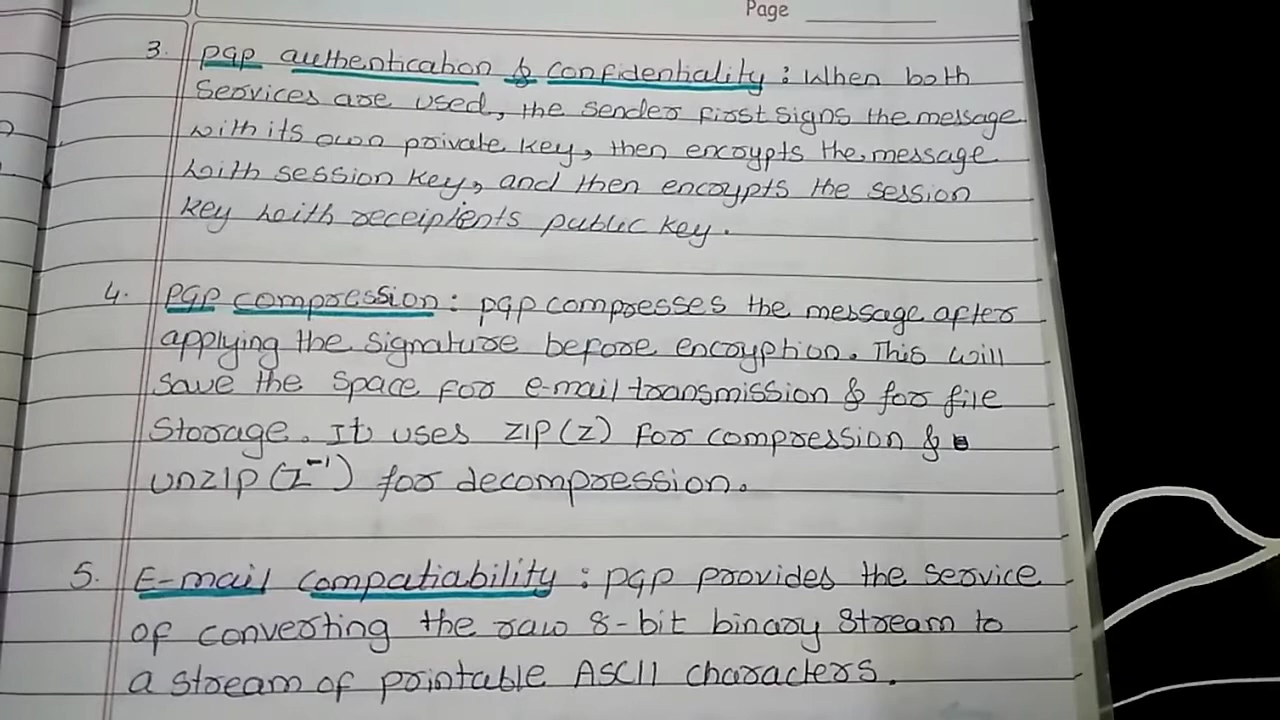 Page
3. PGP authentication & confidentiality : When both
Services are used, the sender first signs the message
with its own private key, then encrypts the message
with session key, and then encrypts the session
key with receipients public key.
4. PGP compression : PGP compresses the message after
applying the signature before encryption. This will
save the space for e-mail transmission & for file
Storage. It uses ZIP (Z) for compression &
UNZIP (Z⁻¹) for decompression.
5. E-mail compatiability : PGP provides the service
of converting the raw 8-bit binary stream to
a stream of printable ASCII characters.